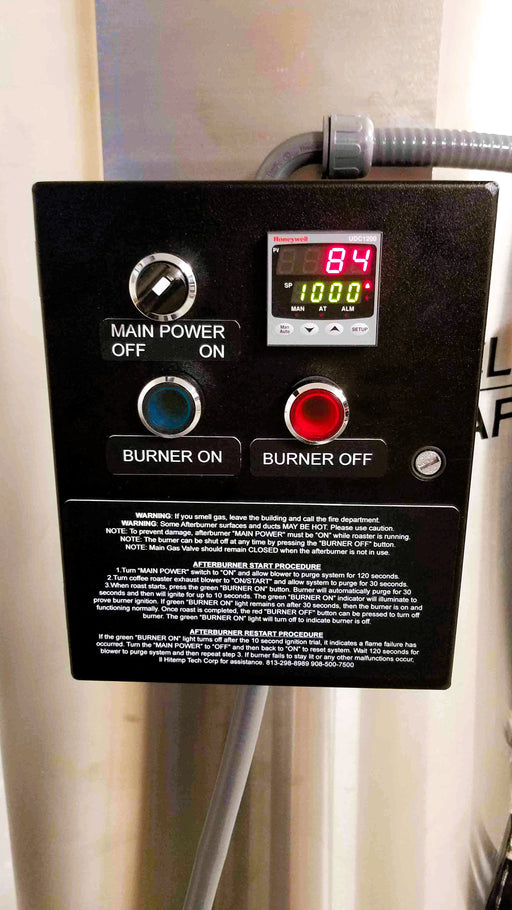 Honeywell UDC1200
PV 84
SP 1000
MAN AT ALM
Man Auto SETUP
MAIN POWER
OFF ON
BURNER ON
BURNER OFF
WARNING: If you smell gas, leave the building and call the fire department.
WARNING: Some Afterburner surfaces and ducts MAY BE HOT. Please use caution.
NOTE: To prevent damage, afterburner "MAIN POWER" must be "ON" while roaster is running.
NOTE: The burner can be shut off at any time by pressing the "BURNER OFF" button.
NOTE: Main Gas Valve should remain CLOSED when the afterburner is not in use.
AFTERBURNER START PROCEDURE
1.Turn "MAIN POWER" switch to "ON" and allow blower to purge system for 120 seconds.
2.Turn coffee roaster exhaust blower to "ON/START" and allow system to purge for 30 seconds.
3.When roast starts, press the green "BURNER ON" button. Burner will automatically purge for 30
seconds and then will ignite for up to 10 seconds. The green "BURNER ON" indicator will illuminate to
prove burner ignition. If green "BURNER ON" light remains on after 30 seconds, then the burner is on and
functioning normally. Once roast is completed, the red "BURNER OFF" button can be pressed to turn off
burner. The green "BURNER ON" light will turn off to indicate burner is off.
AFTERBURNER RESTART PROCEDURE
If the green "BURNER ON" light turns off after the 10 second ignition trial, it indicates a flame failure has
occurred. Turn the "MAIN POWER" to "OFF" and then back to "ON" to reset system. Wait 120 seconds for
blower to purge system and then repeat step 3. If burner fails to stay lit or any other malfunctions occur,
ll Hitemp Tech Corp for assistance. 813-298-8989 908-500-7500
L
AF